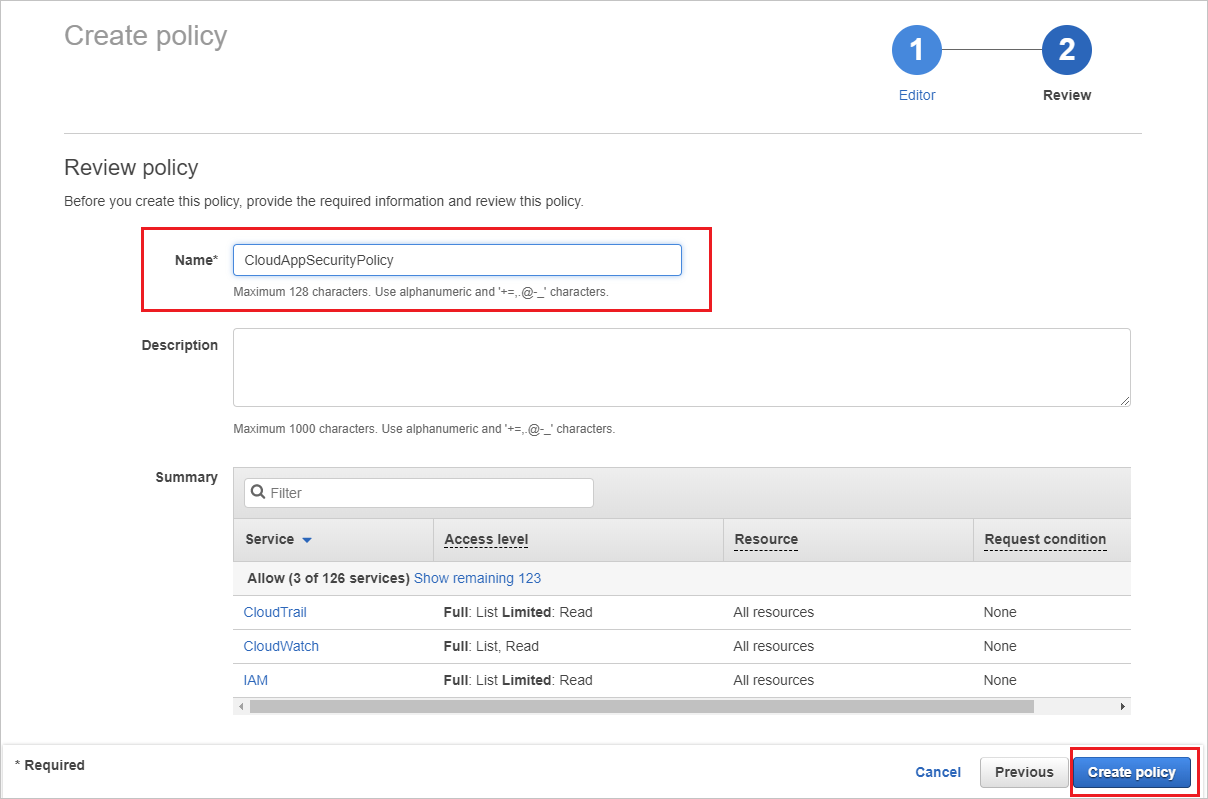 Create policy
1
2
Editor
Review
Review policy
Before you create this policy, provide the required information and review this policy.
Name*
CloudAppSecurityPolicy
Maximum 128 characters. Use alphanumeric and '+=,.@-_' characters.
Description
Maximum 1000 characters. Use alphanumeric and '+=,.@-_' characters.
Summary
Filter
Service Access level Resource Request condition
Allow (3 of 126 services) Show remaining 123
CloudTrail Full: List Limited: Read All resources None
CloudWatch Full: List, Read All resources None
IAM Full: List Limited: Read All resources None
* Required
Cancel Previous Create policy